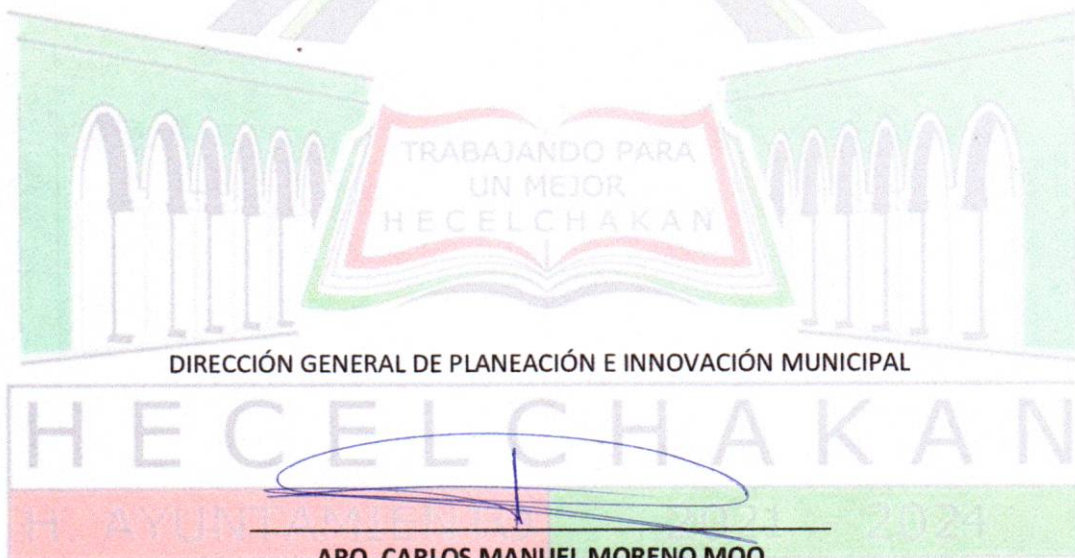 TRABAJANDO PARA
UN MEJOR
HECELCHAKAN
DIRECCIÓN GENERAL DE PLANEACIÓN E INNOVACIÓN MUNICIPAL
HECELCHAKAN
H. AYUNTAMIENTO 2021 - 2024
ARQ. CARLOS MANUEL MORENO MOO